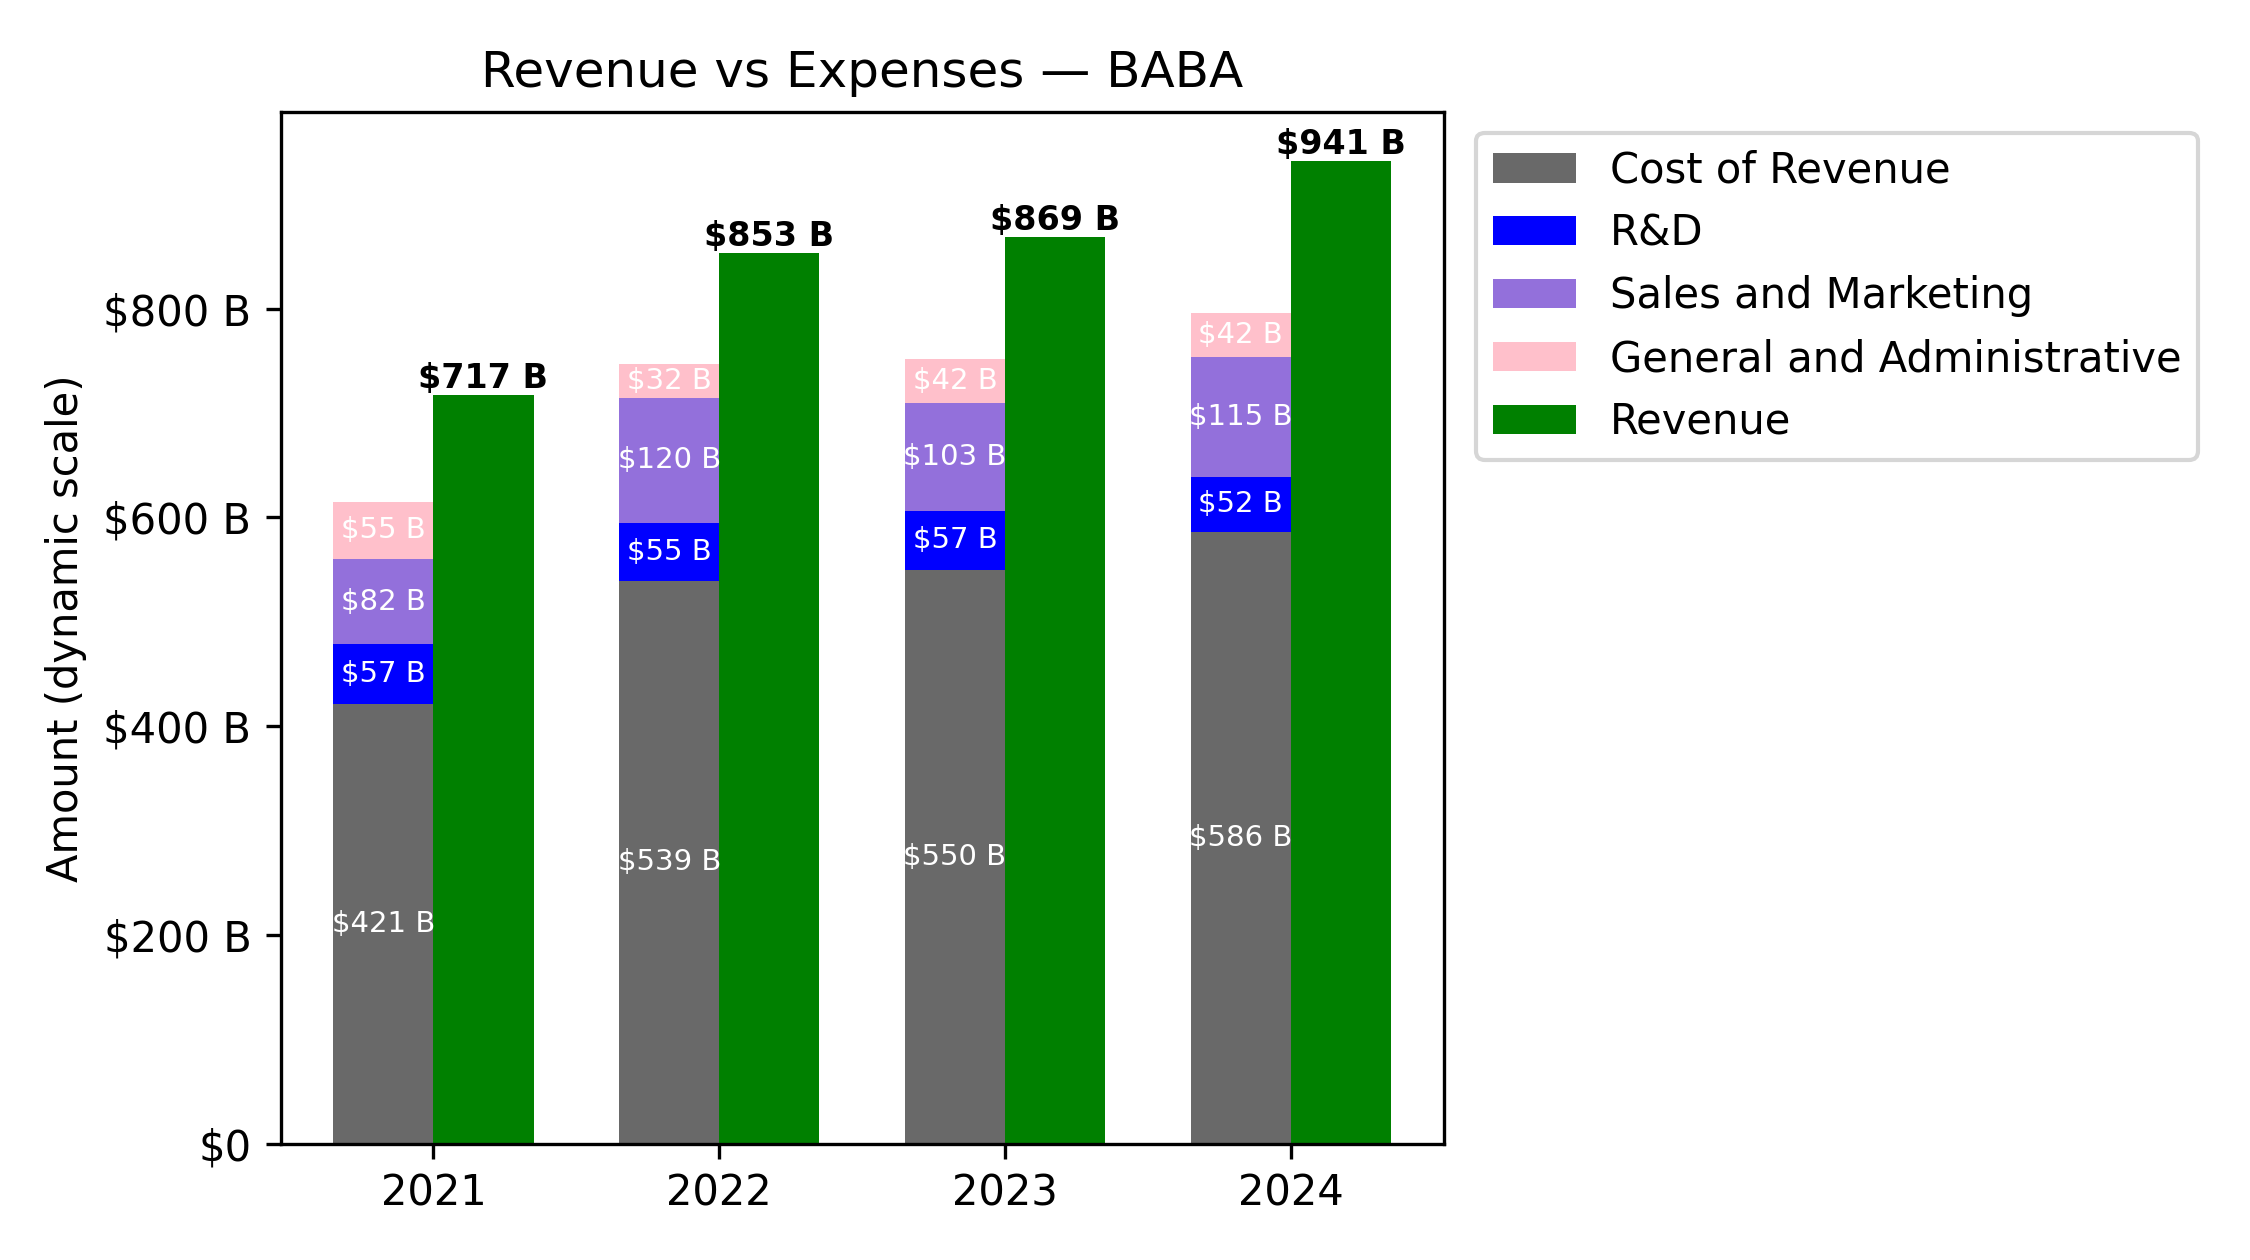 Revenue vs Expenses — BABA
Amount (dynamic scale)
$800 B
$600 B
$400 B
$200 B
$0
$717 B
$55 B
$82 B
$57 B
$421 B
$853 B
$32 B
$120 B
$55 B
$539 B
$869 B
$42 B
$103 B
$57 B
$550 B
$941 B
$42 B
$115 B
$52 B
$586 B
2021
2022
2023
2024
Cost of Revenue
R&D
Sales and Marketing
General and Administrative
Revenue